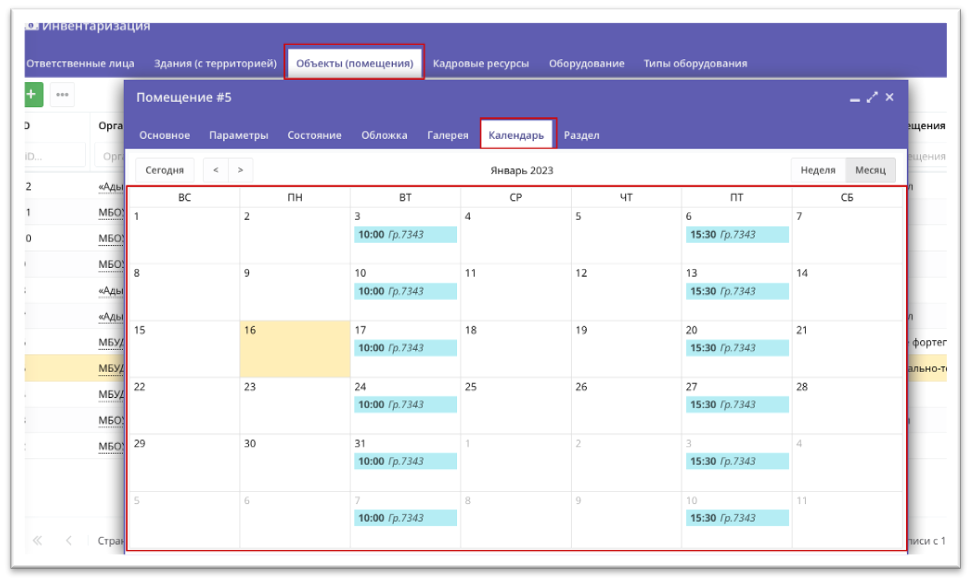 Инвентаризация
Ответственные лица Здания (с территорией) Объекты (помещения) Кадровые ресурсы Оборудование Типы оборудования
+ •••
Помещение #5
Орга
Основное Параметры Состояние Обложка Галерея Календарь Раздел
ID... Орга
Сегодня < > Январь 2023 Неделя Месяц
ВС ПН ВТ СР ЧТ ПТ СБ
1 2 3 4 5 6 7
10:00 Гр.7343 15:30 Гр.7343
8 9 10 11 12 13 14
10:00 Гр.7343 15:30 Гр.7343
15 16 17 18 19 20 21
10:00 Гр.7343 15:30 Гр.7343
22 23 24 25 26 27 28
10:00 Гр.7343 15:30 Гр.7343
29 30 31 1 2 3 4
10:00 Гр.7343 15:30 Гр.7343
5 6 7 8 9 10 11
10:00 Гр.7343 15:30 Гр.7343
2 «Ады
1 МБОУ
0 МБОУ
МБОУ
«Ады
«Ады
МБУД фортеп
МБУД
МБУД
МБОУ
МБОУ
« < Стран писи с 1